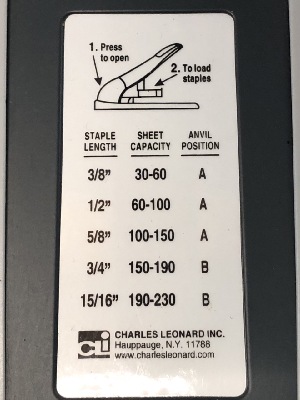 1. Press
to open
2. To load
staples
STAPLE LENGTH SHEET CAPACITY ANVIL POSITION
3/8" 30-60 A
1/2" 60-100 A
5/8" 100-150 A
3/4" 150-190 B
15/16" 190-230 B
CHARLES LEONARD INC.
Hauppauge, N.Y. 11788
www.charlesleonard.com